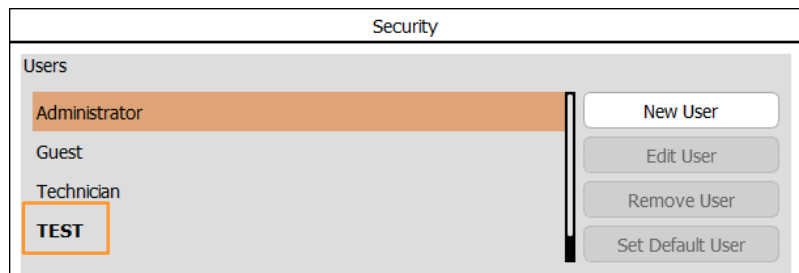 Security
Users
Administrator
New User
Guest
Edit User
Technician
Remove User
TEST
Set Default User